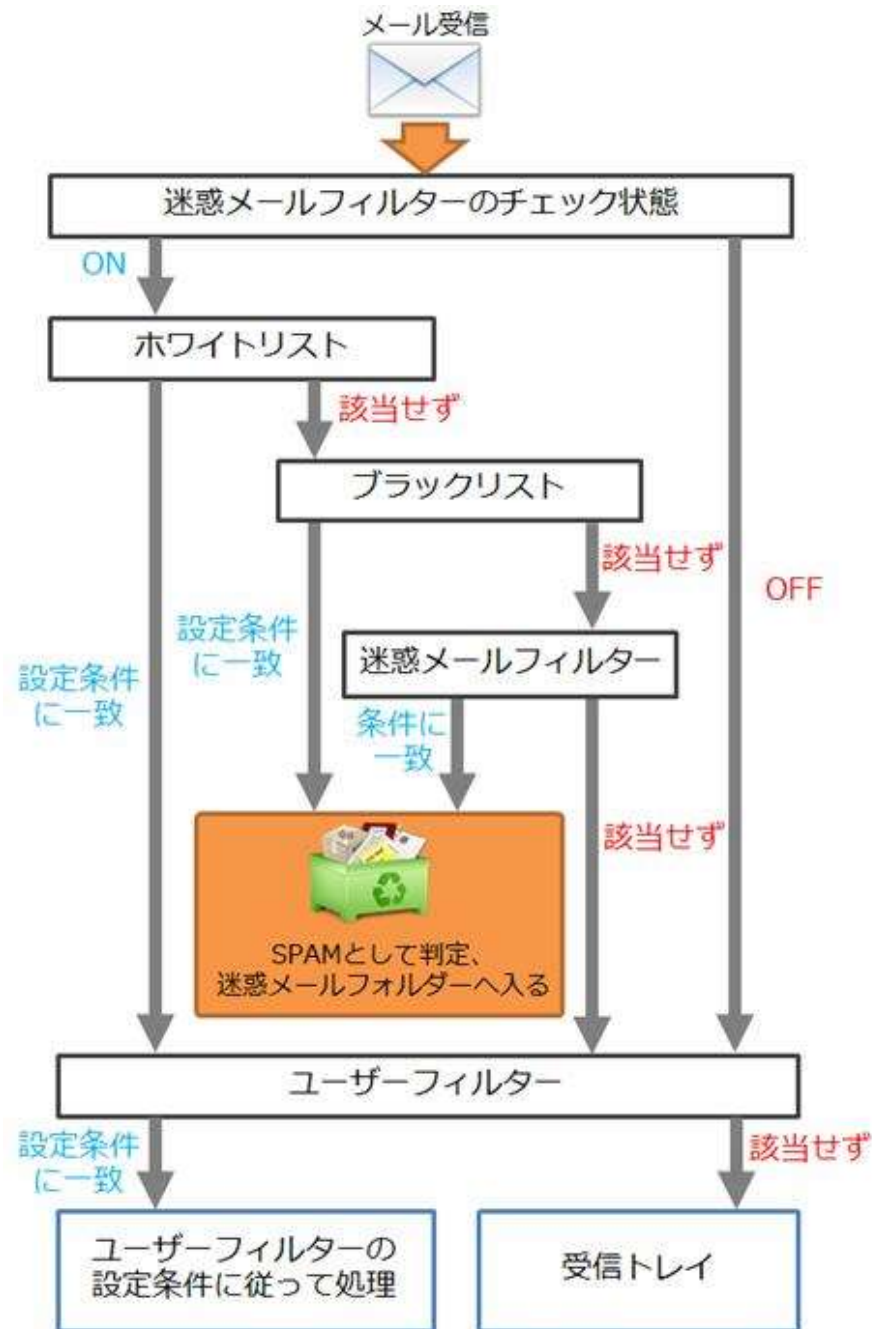 メール受信
迷惑メールフィルターのチェック状態
ON
ホワイトリスト
該当せず
ブラックリスト
該当せず
OFF
設定条件
に一致
設定条件
に一致
迷惑メールフィルター
条件に
一致
該当せず
SPAMとして判定、
迷惑メールフォルダーへ入る
ユーザーフィルター
設定条件
に一致
該当せず
ユーザーフィルターの
設定条件に従って処理
受信トレイ